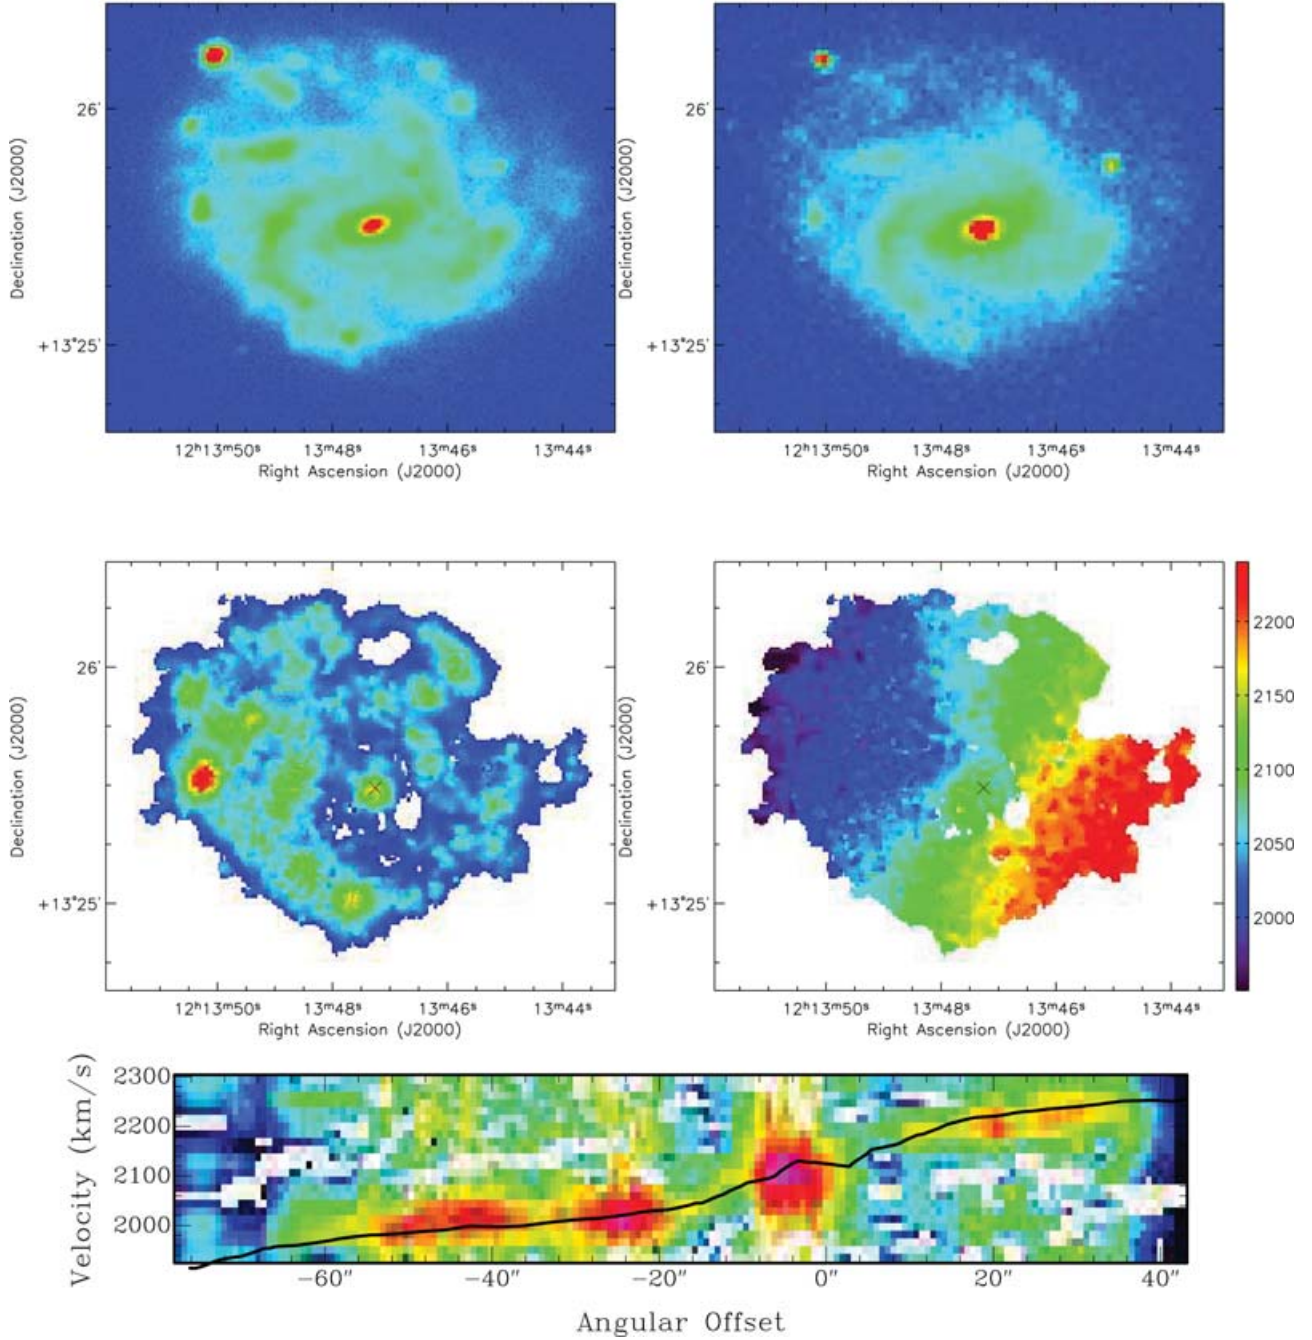 26'
+13°25'
Declination (J2000)
12ʰ13ᵐ50ˢ 13ᵐ48ˢ 13ᵐ46ˢ 13ᵐ44ˢ
Right Ascension (J2000)
26'
+13°25'
Declination (J2000)
12ʰ13ᵐ50ˢ 13ᵐ48ˢ 13ᵐ46ˢ 13ᵐ44ˢ
Right Ascension (J2000)
26'
+13°25'
Declination (J2000)
12ʰ13ᵐ50ˢ 13ᵐ48ˢ 13ᵐ46ˢ 13ᵐ44ˢ
Right Ascension (J2000)
26'
+13°25'
Declination (J2000)
12ʰ13ᵐ50ˢ 13ᵐ48ˢ 13ᵐ46ˢ 13ᵐ44ˢ
Right Ascension (J2000)
2200
2150
2100
2050
2000
Velocity (km/s)
2300
2200
2100
2000
−60" −40" −20" 0" 20" 40"
Angular Offset